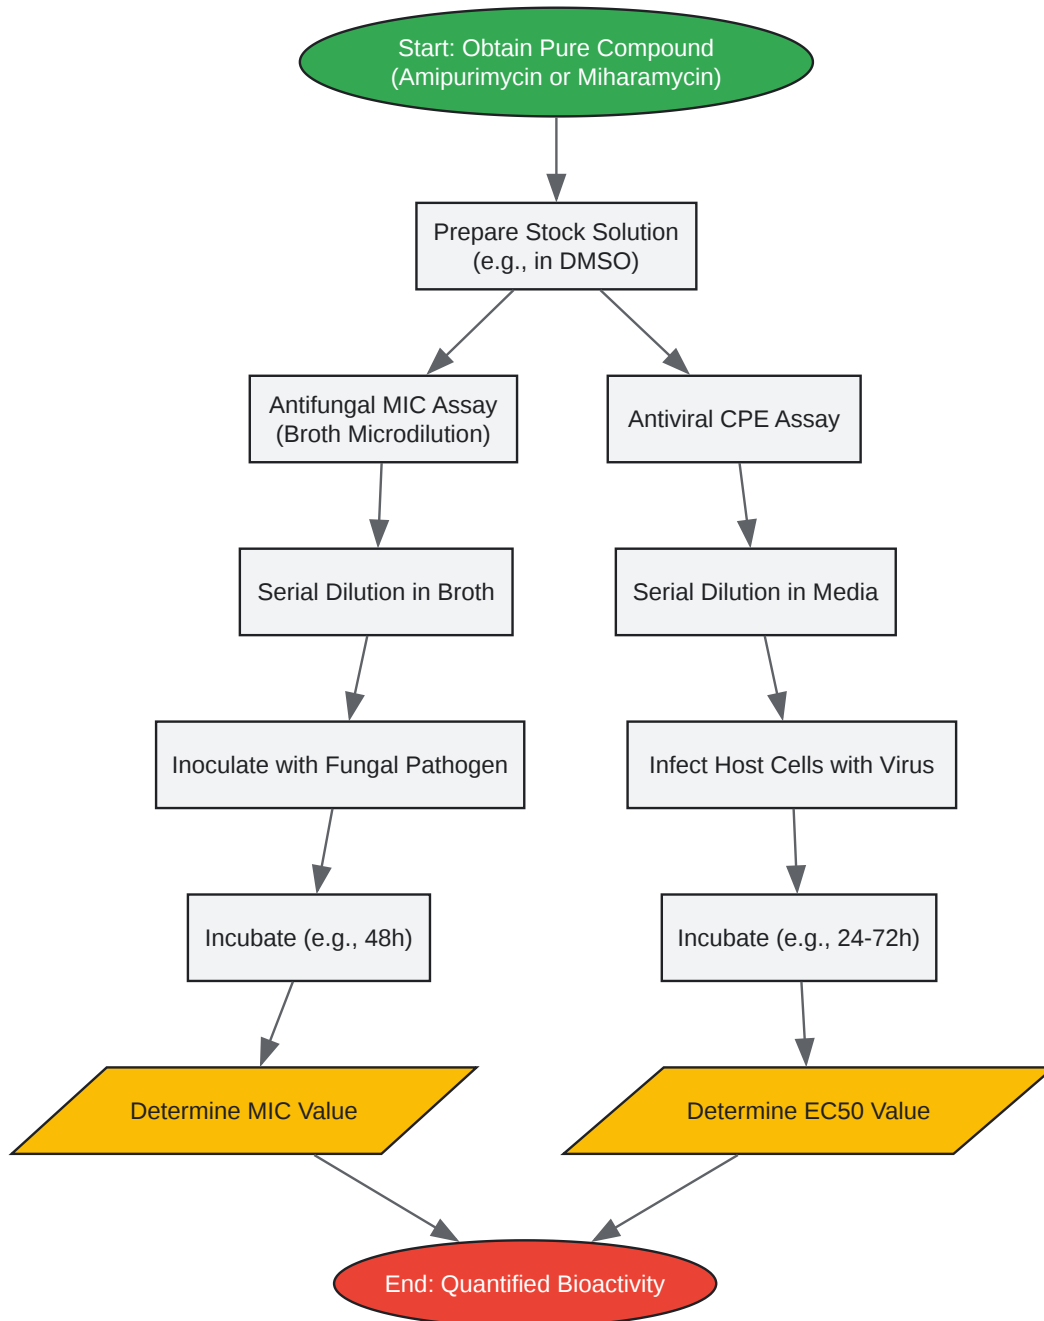 Start: Obtain Pure Compound
(Amipurimycin or Miharamycin)
Prepare Stock Solution
(e.g., in DMSO)
Antifungal MIC Assay
(Broth Microdilution)
Antiviral CPE Assay
Serial Dilution in Broth
Serial Dilution in Media
Inoculate with Fungal Pathogen
Infect Host Cells with Virus
Incubate (e.g., 48h)
Incubate (e.g., 24-72h)
Determine MIC Value
Determine EC50 Value
End: Quantified Bioactivity